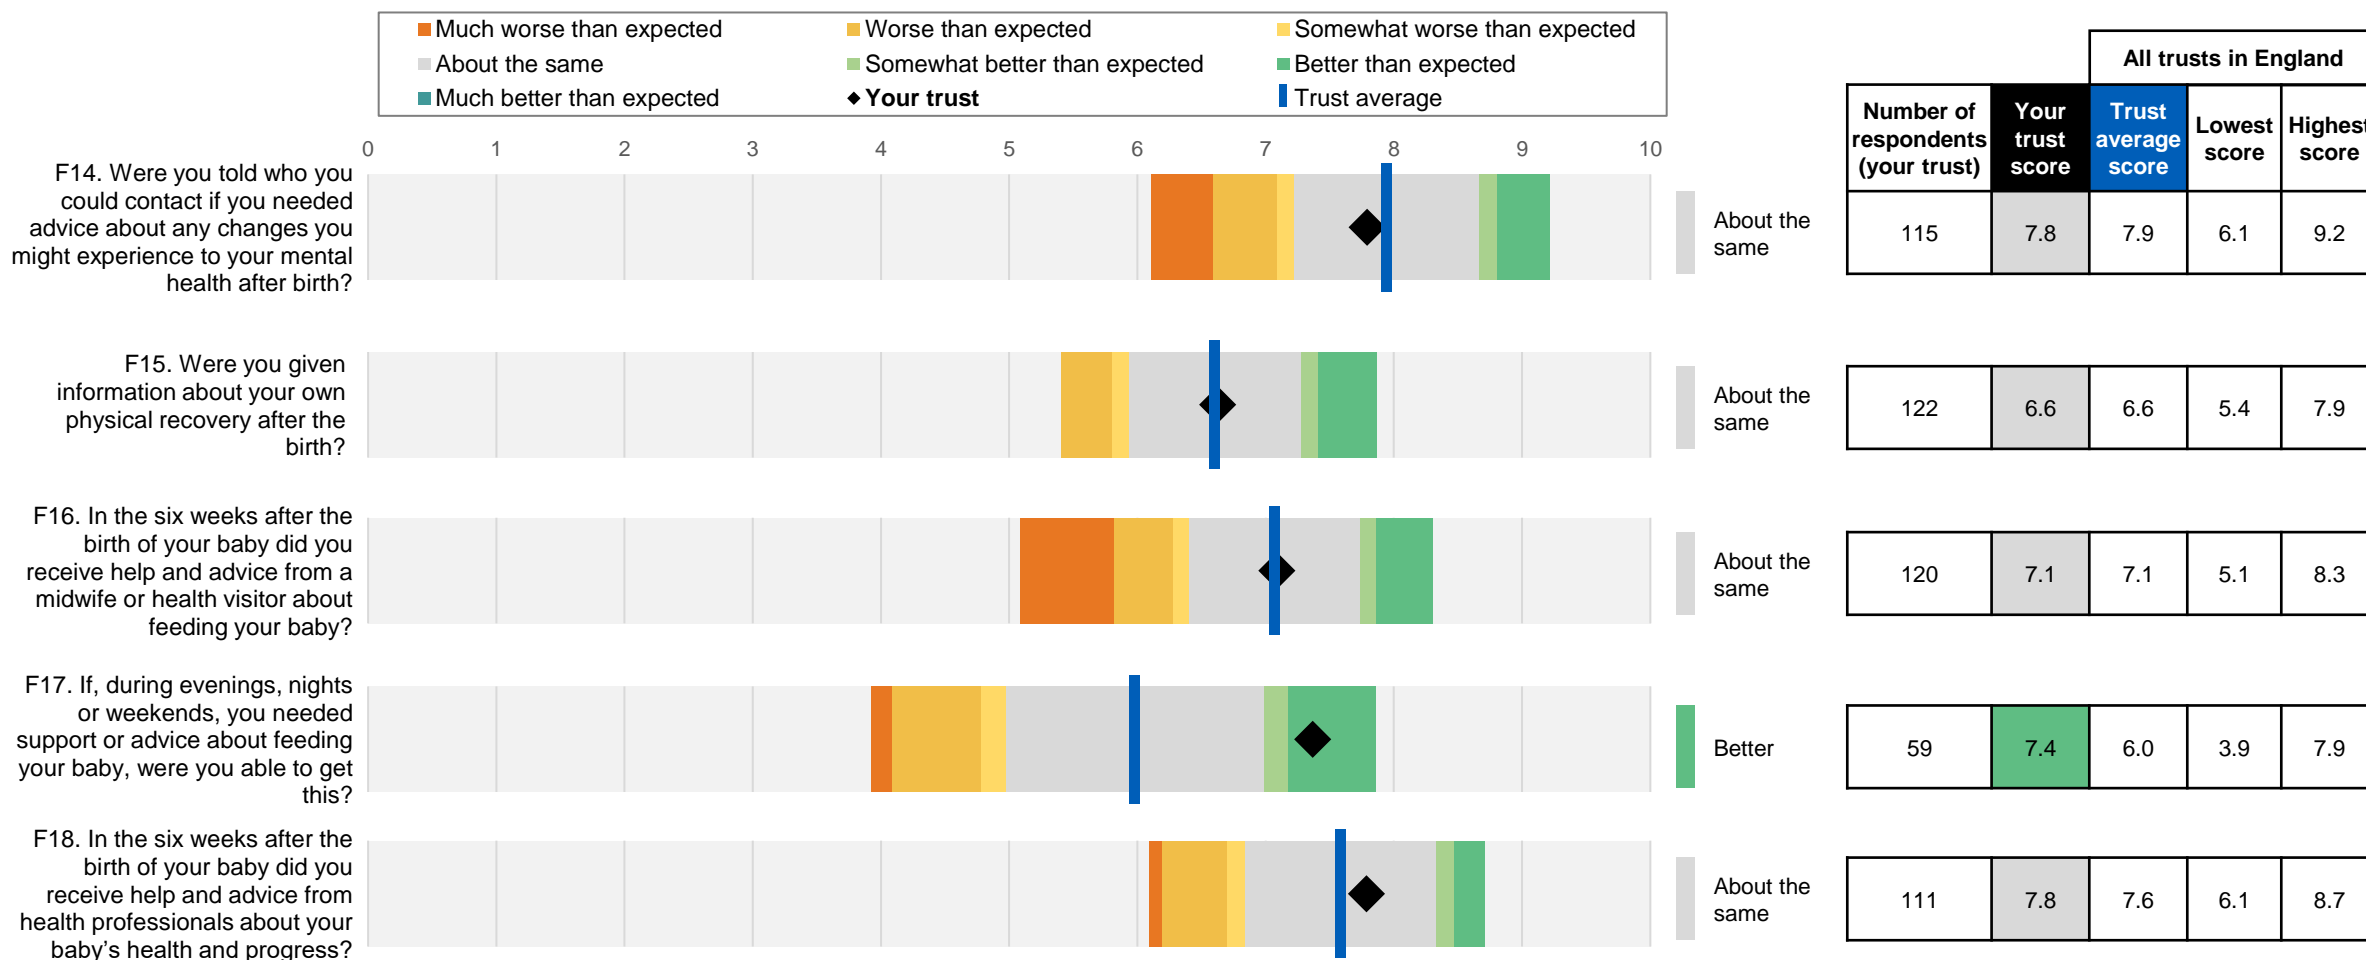 Much worse than expected
Worse than expected
Somewhat worse than expected
About the same
Somewhat better than expected
Better than expected
Much better than expected
Your trust
Trust average
All trusts in England
Number of respondents (your trust)
Your trust score
Trust average score
Lowest score
Highest score
0 1 2 3 4 5 6 7 8 9 10
F14. Were you told who you
could contact if you needed
advice about any changes you
might experience to your mental
health after birth?
About the
same
115 7.8 7.9 6.1 9.2
F15. Were you given
information about your own
physical recovery after the
birth?
About the
same
122 6.6 6.6 5.4 7.9
F16. In the six weeks after the
birth of your baby did you
receive help and advice from a
midwife or health visitor about
feeding your baby?
About the
same
120 7.1 7.1 5.1 8.3
F17. If, during evenings, nights
or weekends, you needed
support or advice about feeding
your baby, were you able to get
this?
Better
59 7.4 6.0 3.9 7.9
F18. In the six weeks after the
birth of your baby did you
receive help and advice from
health professionals about your
baby’s health and progress?
About the
same
111 7.8 7.6 6.1 8.7